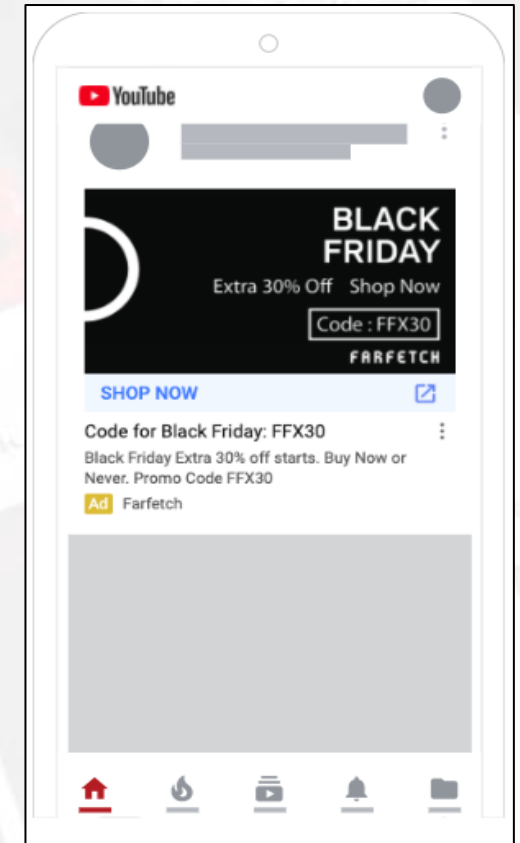 YouTube
BLACK
FRIDAY
Extra 30% Off Shop Now
Code : FFX30
FARFETCH
SHOP NOW
Code for Black Friday: FFX30
Black Friday Extra 30% off starts. Buy Now or
Never. Promo Code FFX30
Ad Farfetch